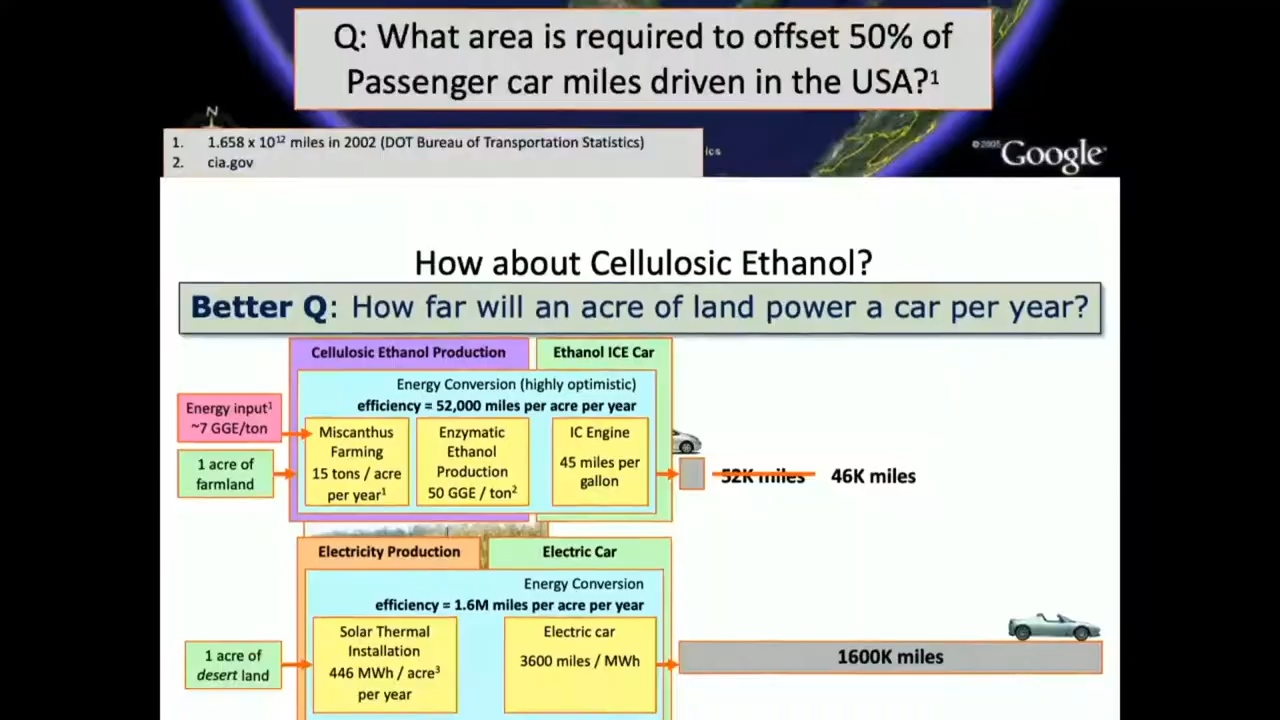 Q: What area is required to offset 50% of
Passenger car miles driven in the USA?¹
N
1. 1.658 x 10¹² miles in 2002 (DOT Bureau of Transportation Statistics)
2. cia.gov
ics
©2005 Google
How about Cellulosic Ethanol?
Better Q: How far will an acre of land power a car per year?
Cellulosic Ethanol Production
Ethanol ICE Car
Energy Conversion (highly optimistic)
efficiency = 52,000 miles per acre per year
Energy input¹
~7 GGE/ton
1 acre of
farmland
Miscanthus
Farming
15 tons / acre
per year¹
Enzymatic
Ethanol
Production
50 GGE / ton²
IC Engine
45 miles per
gallon
52K miles 46K miles
Electricity Production
Electric Car
Energy Conversion
efficiency = 1.6M miles per acre per year
1 acre of
desert land
Solar Thermal
Installation
446 MWh / acre³
per year
Electric car
3600 miles / MWh
1600K miles